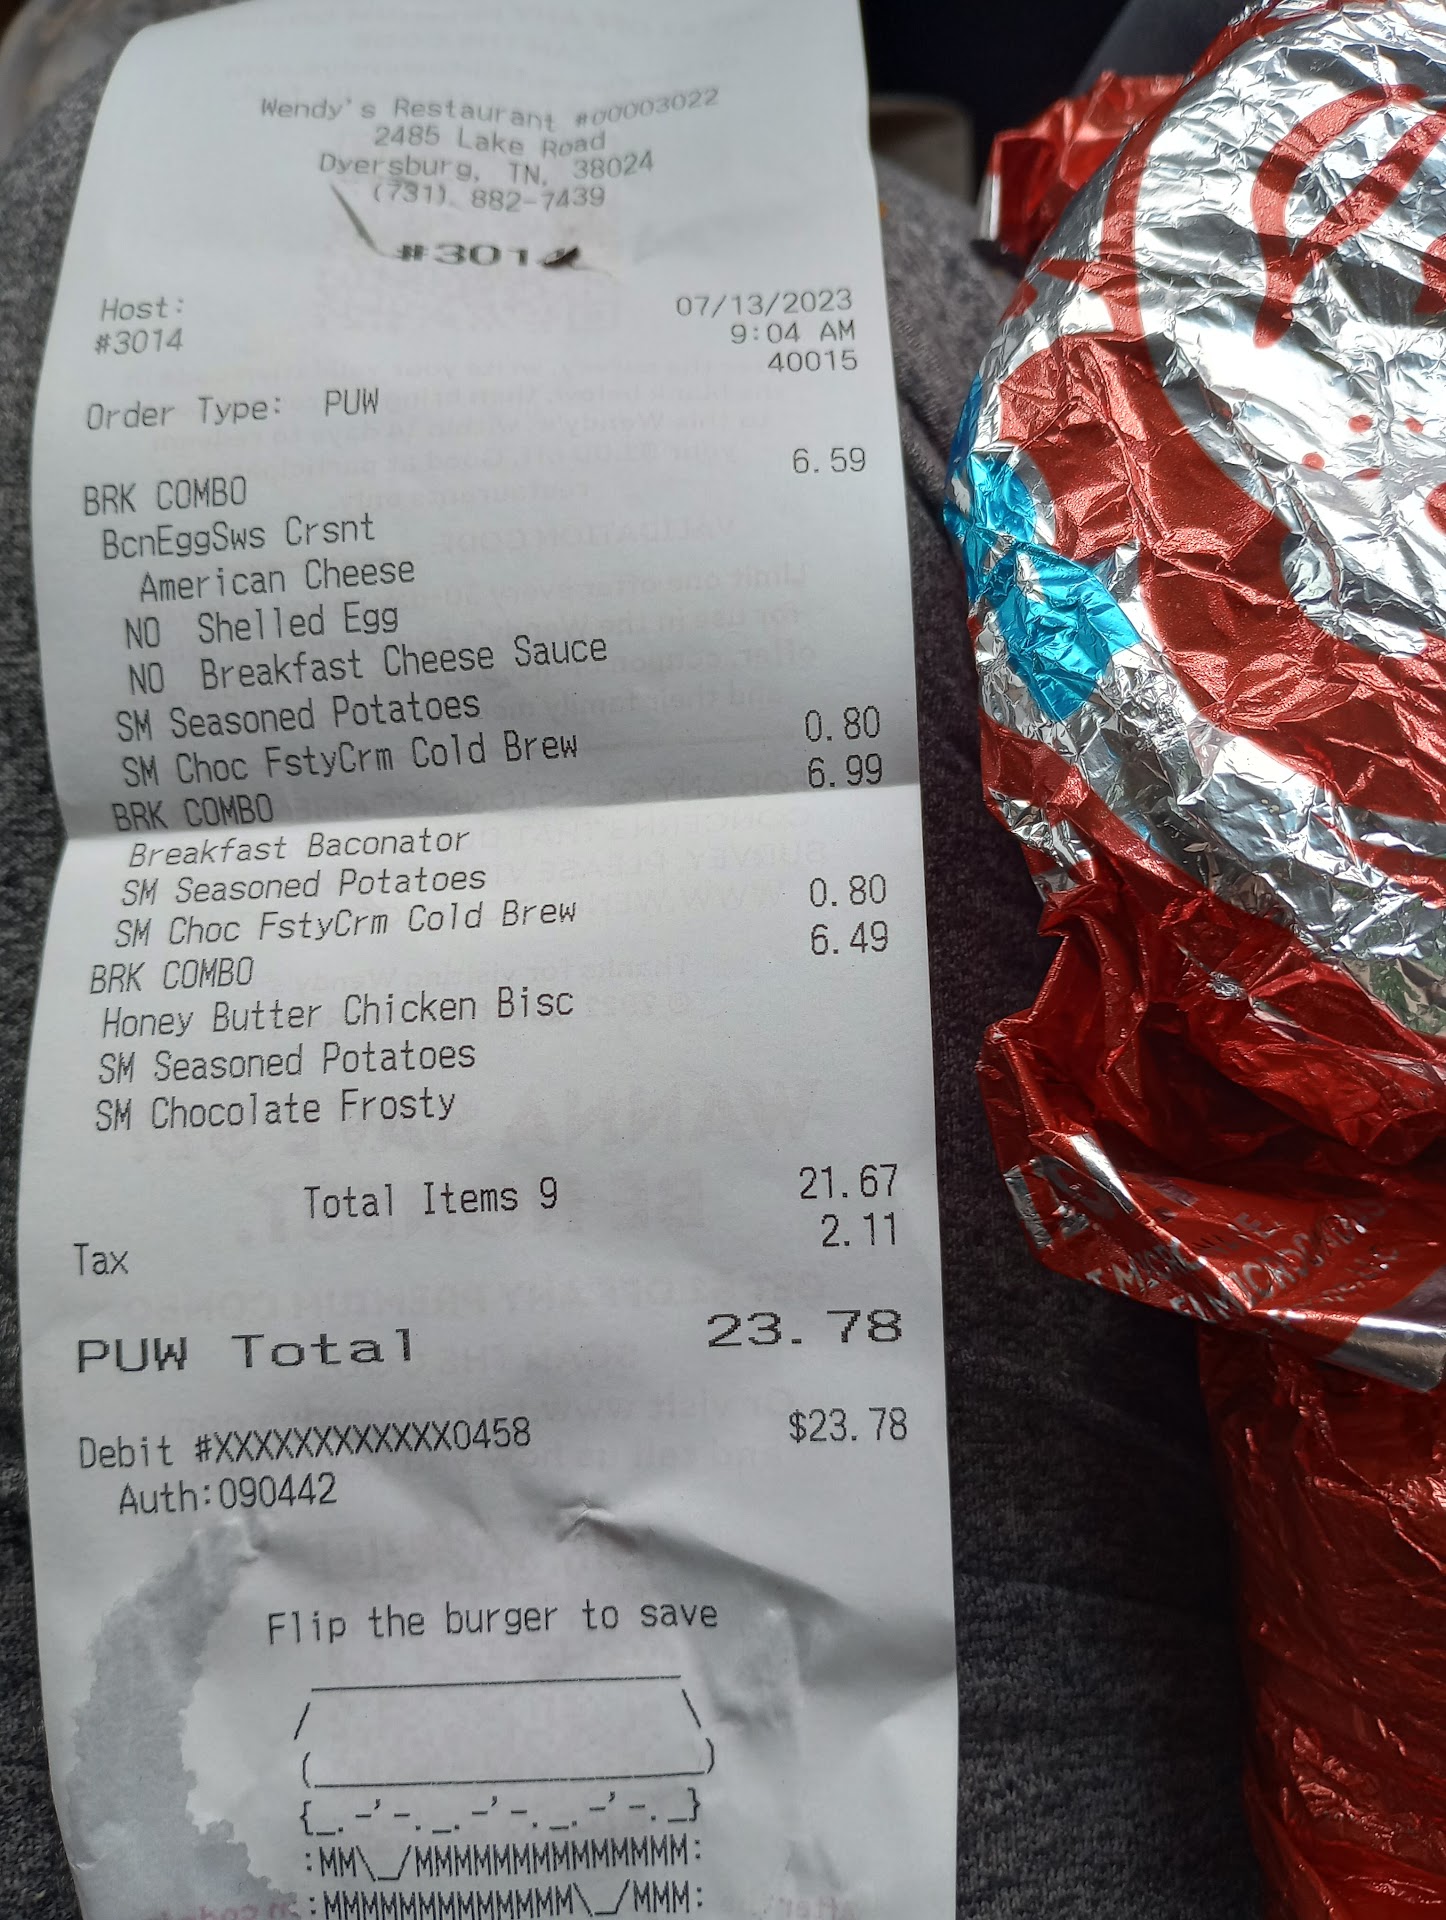 Wendy's Restaurant #00003022
2485 Lake Road
Dyersburg, TN, 38024
(731) 882-7439
#3014
Host:
07/13/2023
#3014
9:04 AM
40015
Order Type: PUW
BRK COMBO 6.59
BcnEggSws Crsnt
American Cheese
NO Shelled Egg
NO Breakfast Cheese Sauce
SM Seasoned Potatoes
SM Choc FstyCrm Cold Brew 0.80
BRK COMBO 6.99
Breakfast Baconator
SM Seasoned Potatoes
SM Choc FstyCrm Cold Brew 0.80
BRK COMBO 6.49
Honey Butter Chicken Bisc
SM Seasoned Potatoes
SM Chocolate Frosty
Total Items 9 21.67
Tax 2.11
PUW Total 23.78
Debit #XXXXXXXXXXXX0458 $23.78
Auth:090442
Flip the burger to save